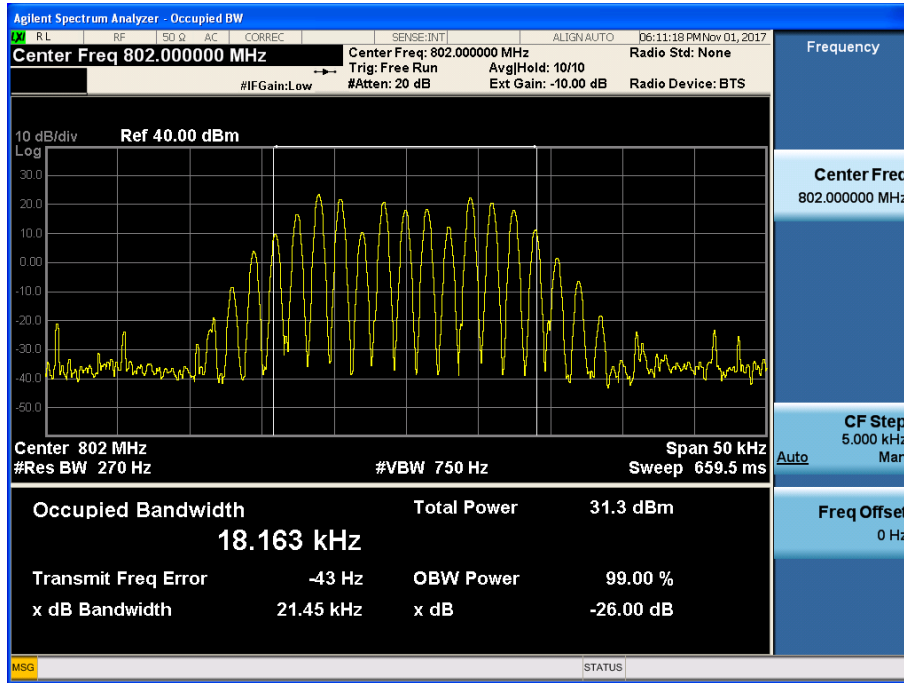 Agilent Spectrum Analyzer - Occupied BW
LXI RL RF 50 Ω AC CORREC SENSE:INT ALIGN AUTO 06:11:18 PM Nov 01, 2017
Center Freq 802.000000 MHz Center Freq: 802.000000 MHz Radio Std: None Frequency
Trig: Free Run Avg|Hold: 10/10
#IFGain:Low #Atten: 20 dB Ext Gain: -10.00 dB Radio Device: BTS
10 dB/div Ref 40.00 dBm
Log
30.0
20.0
10.0
0.00
-10.0
-20.0
-30.0
-40.0
-50.0
Center Freq
802.000000 MHz
Center 802 MHz Span 50 kHz
#Res BW 270 Hz #VBW 750 Hz Sweep 659.5 ms
CF Step
5.000 kHz
Auto Man
Occupied Bandwidth Total Power 31.3 dBm
18.163 kHz
Transmit Freq Error -43 Hz OBW Power 99.00 %
x dB Bandwidth 21.45 kHz x dB -26.00 dB
Freq Offset
0 Hz
MSG STATUS